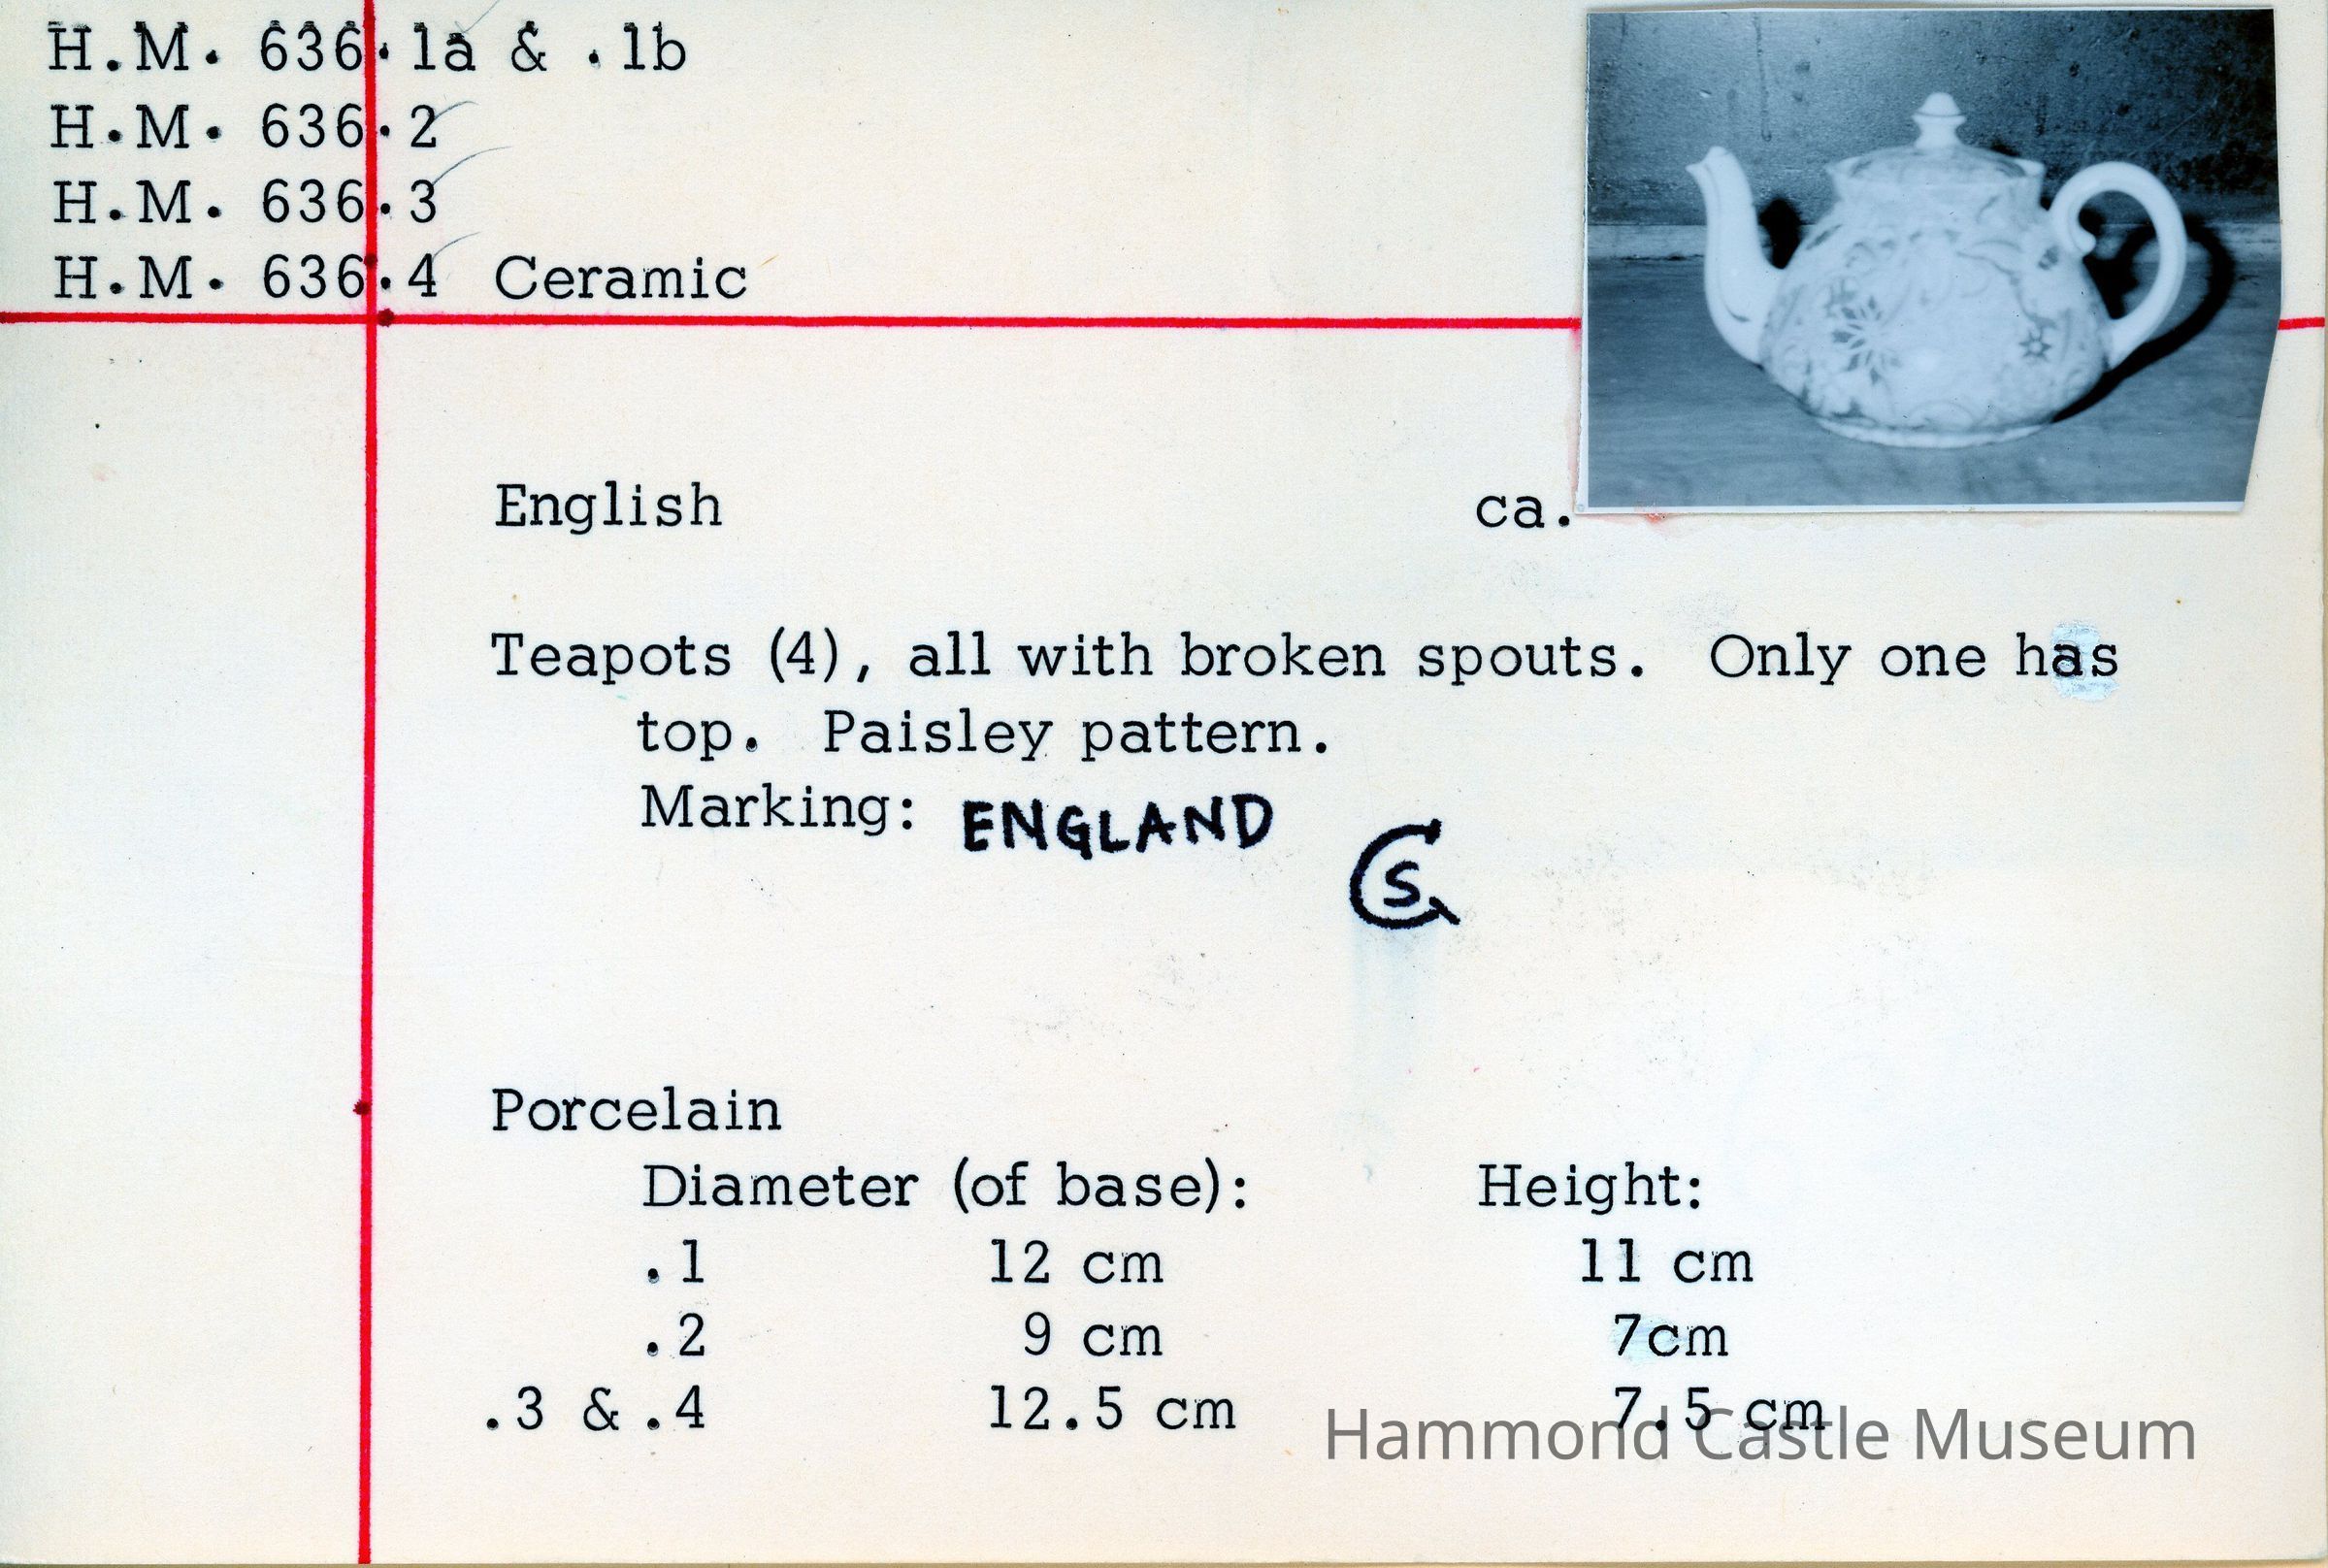 H.M. 636.1a & .1b
H.M. 636.2
H.M. 636.3
H.M. 636.4 Ceramic
English ca.
Teapots (4), all with broken spouts. Only one has
top. Paisley pattern.
Marking: ENGLAND
C S
Porcelain
Diameter (of base): Height:
.1 12 cm 11 cm
.2 9 cm 7cm
.3 & .4 12.5 cm 7.5 cm
Hammond Castle Museum